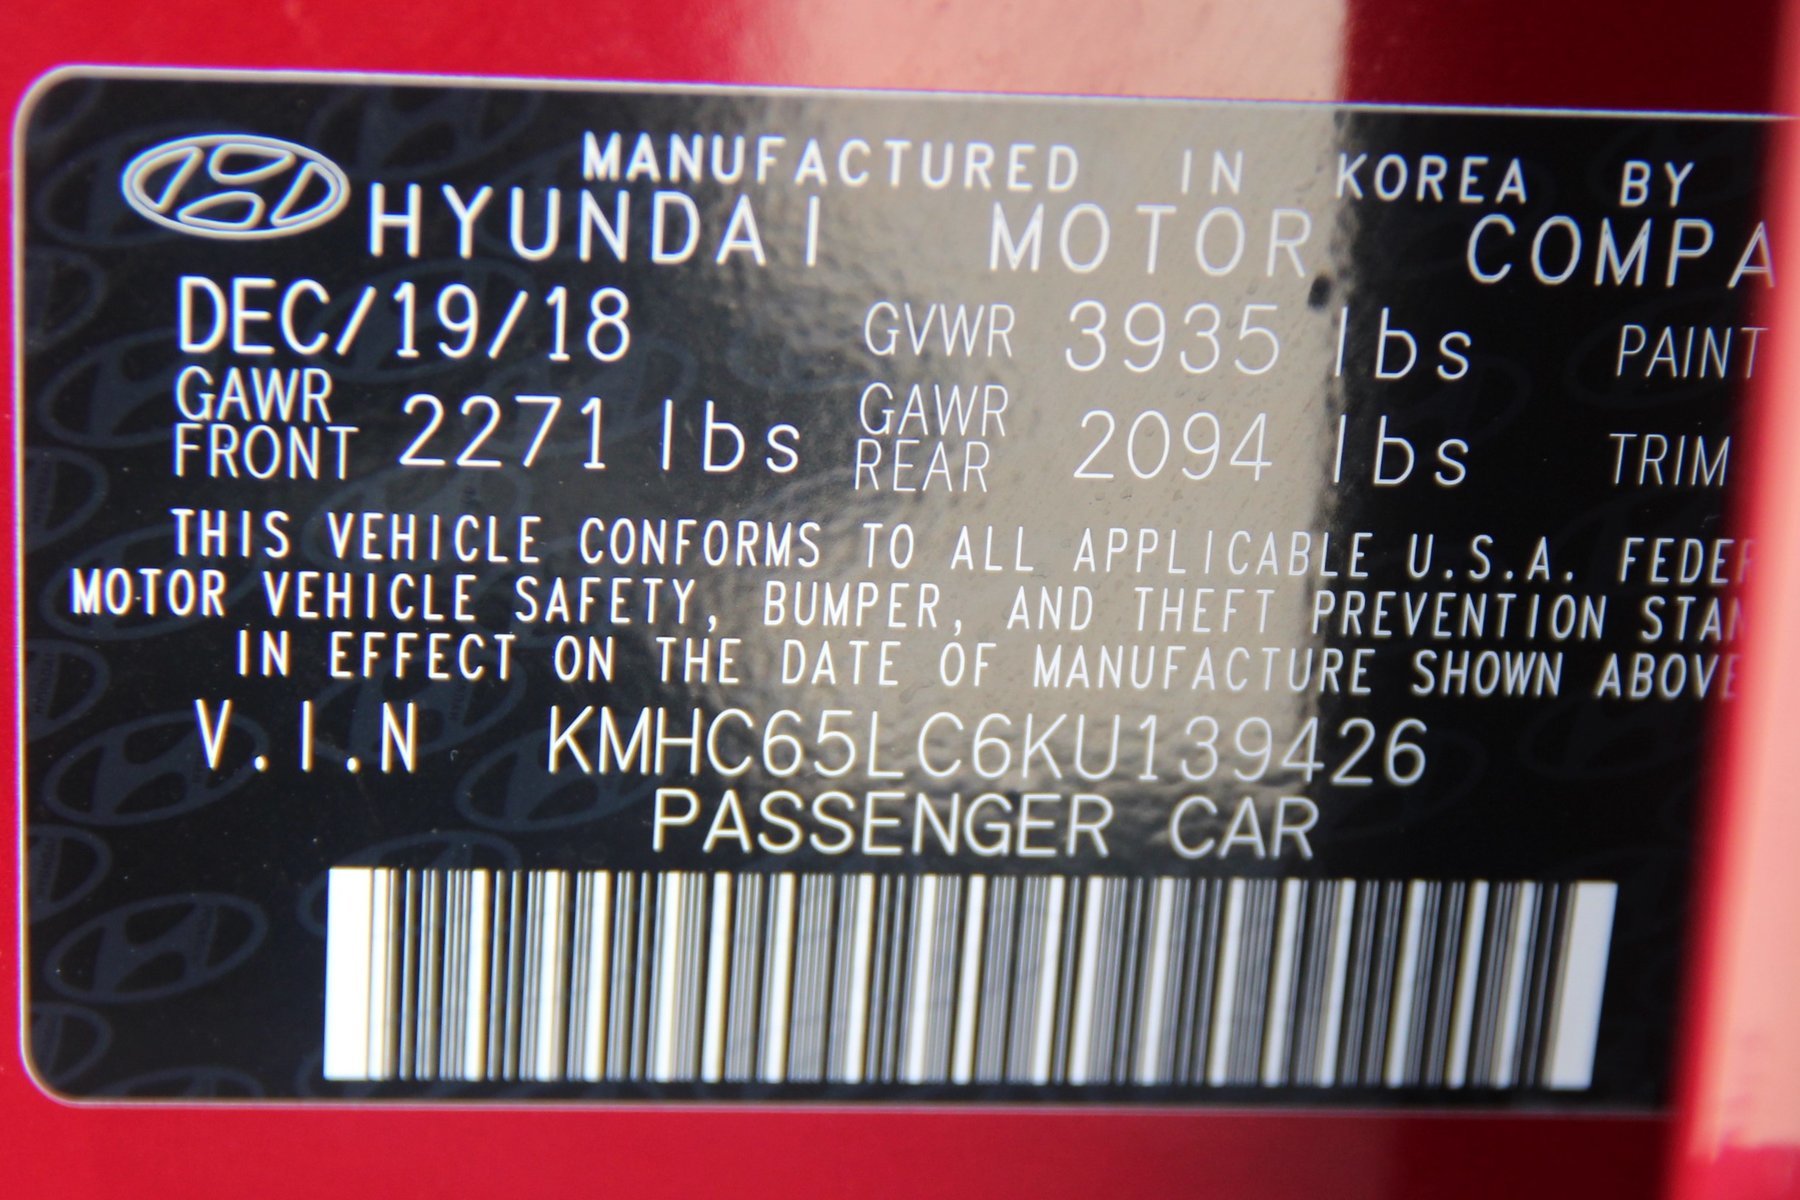 MANUFACTURED IN KOREA BY
HYUNDAI MOTOR COMPA
DEC/19/18 GVWR 3935 lbs PAINT
GAWR FRONT 2271 lbs GAWR REAR 2094 lbs TRIM
THIS VEHICLE CONFORMS TO ALL APPLICABLE U.S.A. FEDER
MOTOR VEHICLE SAFETY, BUMPER, AND THEFT PREVENTION STAN
IN EFFECT ON THE DATE OF MANUFACTURE SHOWN ABOVE
V.I.N KMHC65LC6KU139426
PASSENGER CAR